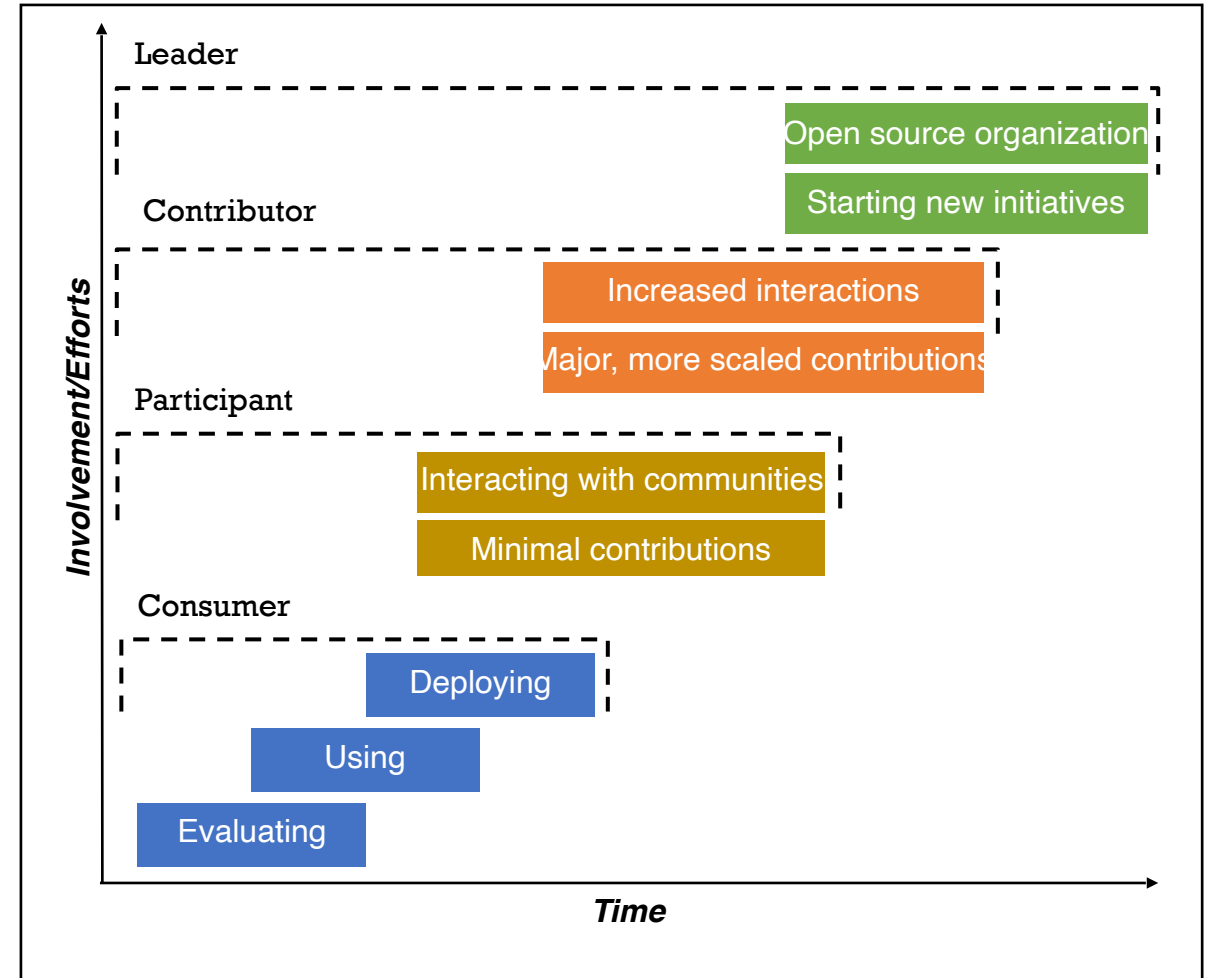 Leader
Open source organization
Starting new initiatives
Contributor
Increased interactions
Major, more scaled contributions
Participant
Interacting with communities
Minimal contributions
Consumer
Deploying
Using
Evaluating
Involvement/Efforts
Time